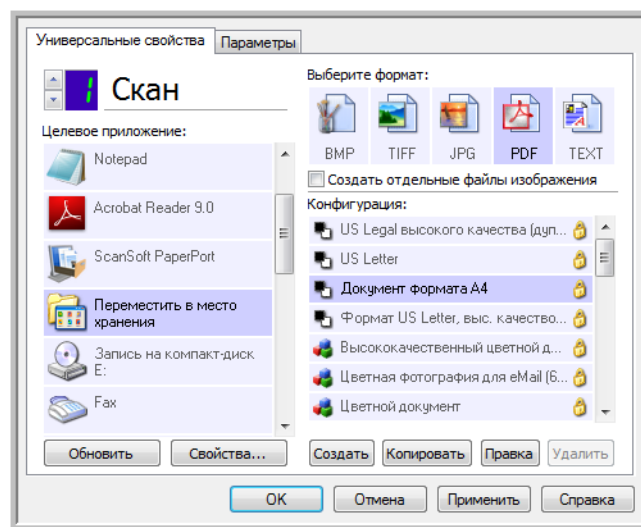 Универсальные свойства
Параметры
1
Скан
Целевое приложение:
Notepad
Acrobat Reader 9.0
ScanSoft PaperPort
Переместить в место
хранения
Запись на компакт-диск
E:
Fax
Обновить
Свойства...
Выберите формат:
BMP
TIFF
JPG
PDF
TEXT
Создать отдельные файлы изображения
Конфигурация:
US Legal высокого качества (дуп...
US Letter
Документ формата A4
Формат US Letter, выс. качество...
Высококачественный цветной д...
Цветная фотография для eMail (6...
Цветной документ
Создать
Копировать
Правка
Удалить
OK
Отмена
Применить
Справка